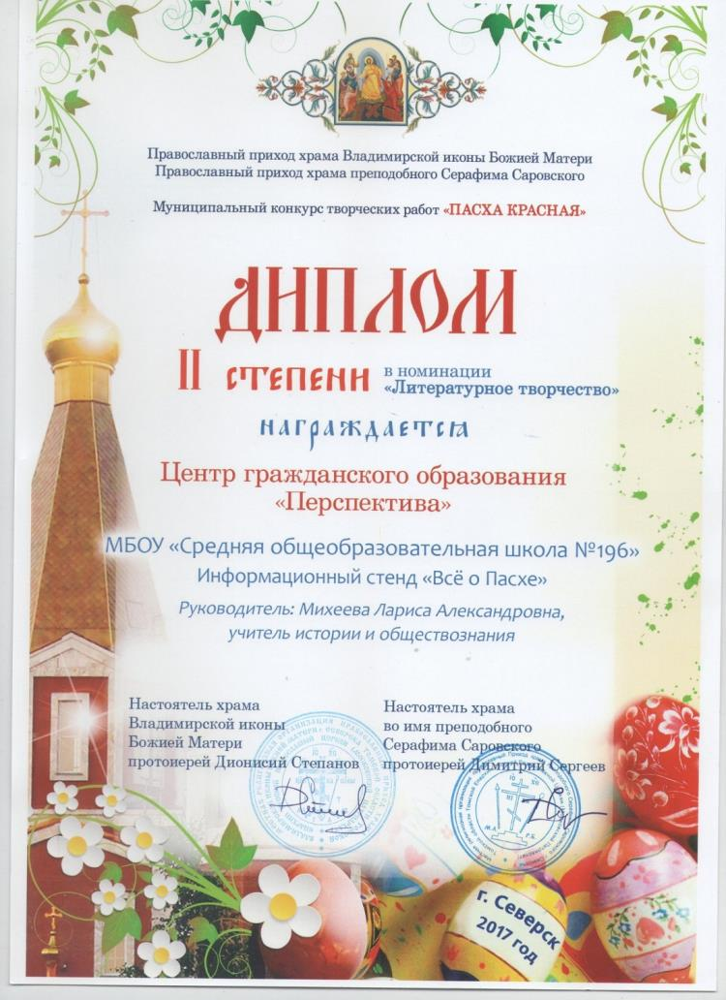 Православный приход храма Владимирской иконы Божией Матери
Православный приход храма преподобного Серафима Саровского
Муниципальный конкурс творческих работ «ПАСХА КРАСНАЯ»
ДИПЛОМ
II СТЕПЕНИ в номинации
«Литературное творчество»
награждается
Центр гражданского образования
«Перспектива»
МБОУ «Средняя общеобразовательная школа №196»
Информационный стенд «Всё о Пасхе»
Руководитель: Михеева Лариса Александровна,
учитель истории и обществознания
Настоятель храма
Владимирской иконы
Божией Матери
протоиерей Дионисий Степанов
Настоятель храма
во имя преподобного
Серафима Саровского
протоиерей Димитрий Сергеев
г. Северск
2017 год